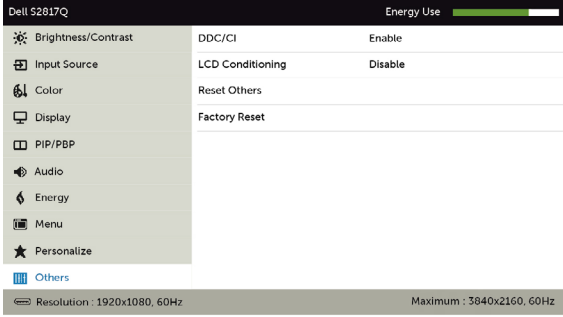 Dell S2817Q Energy Use
Brightness/Contrast DDC/CI Enable
Input Source LCD Conditioning Disable
Color Reset Others
Display Factory Reset
PIP/PBP
Audio
Energy
Menu
Personalize
Others
Resolution : 1920x1080, 60Hz Maximum : 3840x2160, 60Hz